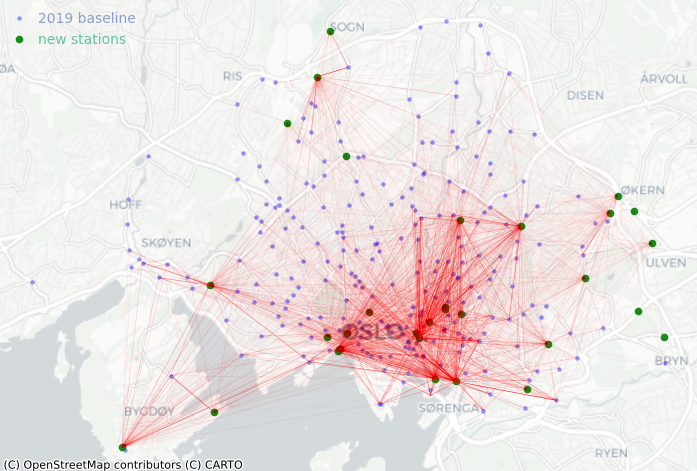 2019 baseline
new stations
SOGN
ØA
RIS
ÅRVOLL
DISEN
ØKERN
HOFF
SKØYEN
ULVEN
OSLO
BRYN
BYGDØY
SØRENGA
RYEN
(C) OpenStreetMap contributors (C) CARTO